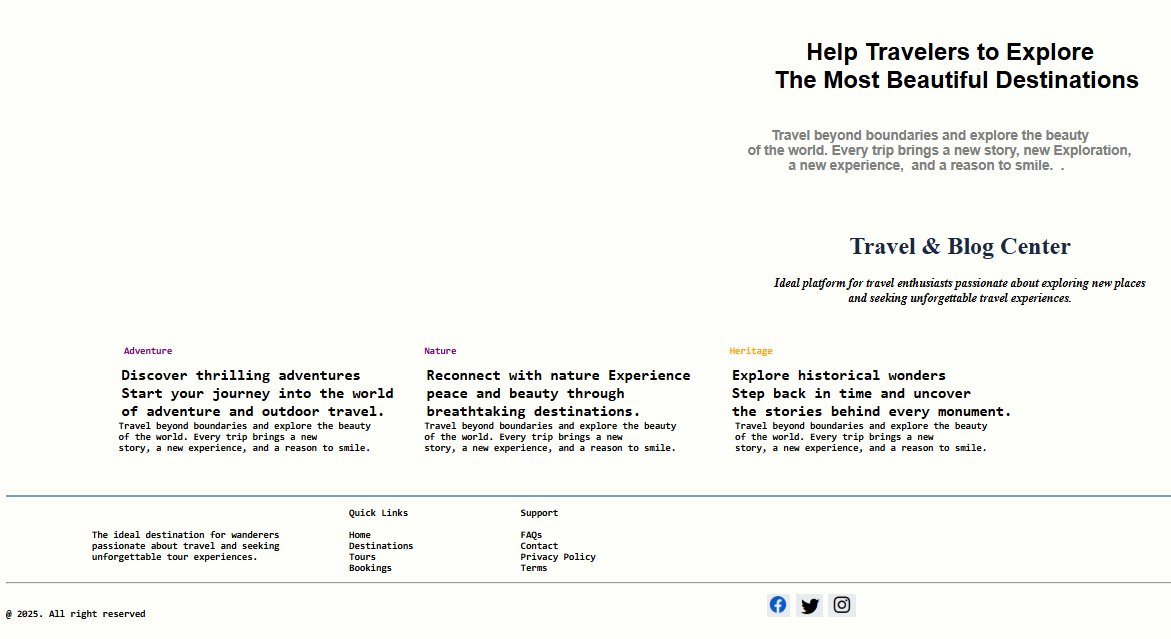 Help Travelers to Explore
The Most Beautiful Destinations
Travel beyond boundaries and explore the beauty
of the world. Every trip brings a new story, new Exploration,
a new experience,  and a reason to smile.  .
Travel & Blog Center
Ideal platform for travel enthusiasts passionate about exploring new places
and seeking unforgettable travel experiences.
Adventure
Discover thrilling adventures
Start your journey into the world
of adventure and outdoor travel.
Travel beyond boundaries and explore the beauty
of the world. Every trip brings a new
story, a new experience, and a reason to smile.
Nature
Reconnect with nature Experience
peace and beauty through
breathtaking destinations.
Travel beyond boundaries and explore the beauty
of the world. Every trip brings a new
story, a new experience, and a reason to smile.
Heritage
Explore historical wonders
Step back in time and uncover
the stories behind every monument.
Travel beyond boundaries and explore the beauty
of the world. Every trip brings a new
story, a new experience, and a reason to smile.
The ideal destination for wanderers
passionate about travel and seeking
unforgettable tour experiences.
Quick Links
Home
Destinations
Tours
Bookings
Support
FAQs
Contact
Privacy Policy
Terms
@ 2025. All right reserved